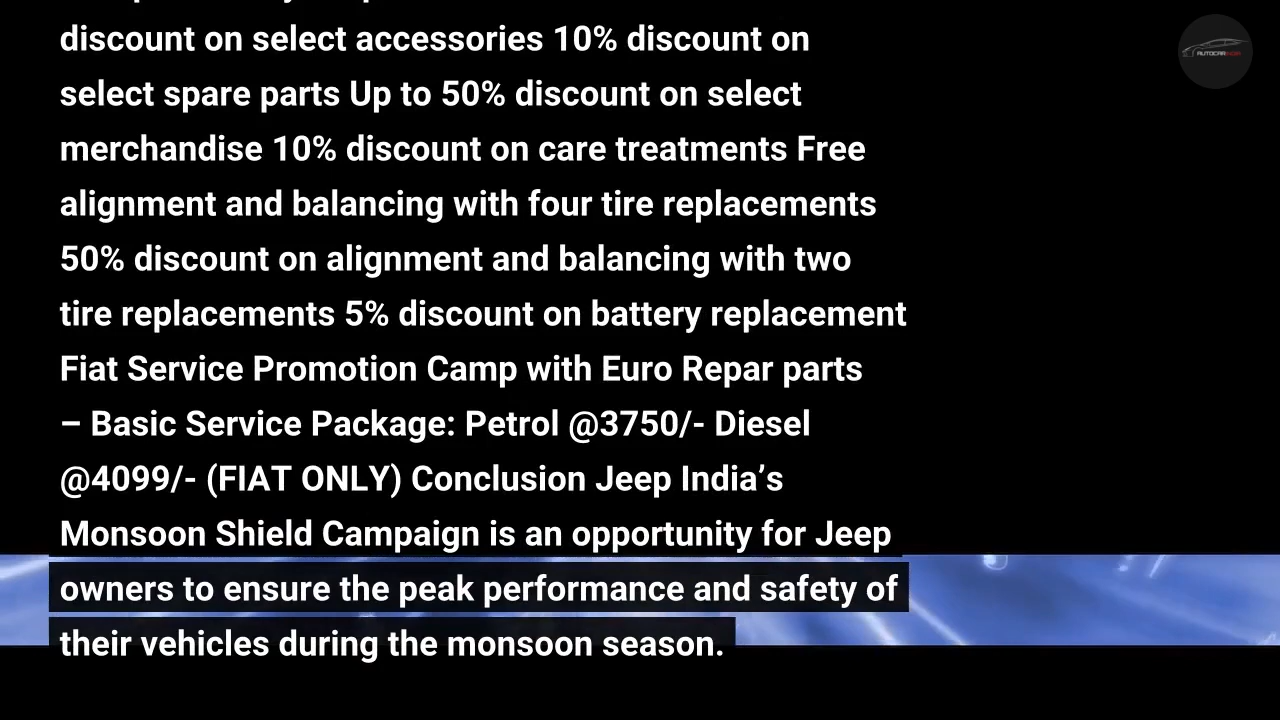 discount on select accessories 10% discount on
select spare parts Up to 50% discount on select
merchandise 10% discount on care treatments Free
alignment and balancing with four tire replacements
50% discount on alignment and balancing with two
tire replacements 5% discount on battery replacement
Fiat Service Promotion Camp with Euro Repar parts
– Basic Service Package: Petrol @3750/- Diesel
@4099/- (FIAT ONLY) Conclusion Jeep India’s
Monsoon Shield Campaign is an opportunity for Jeep
owners to ensure the peak performance and safety of
their vehicles during the monsoon season.
AUTOCARINDIA